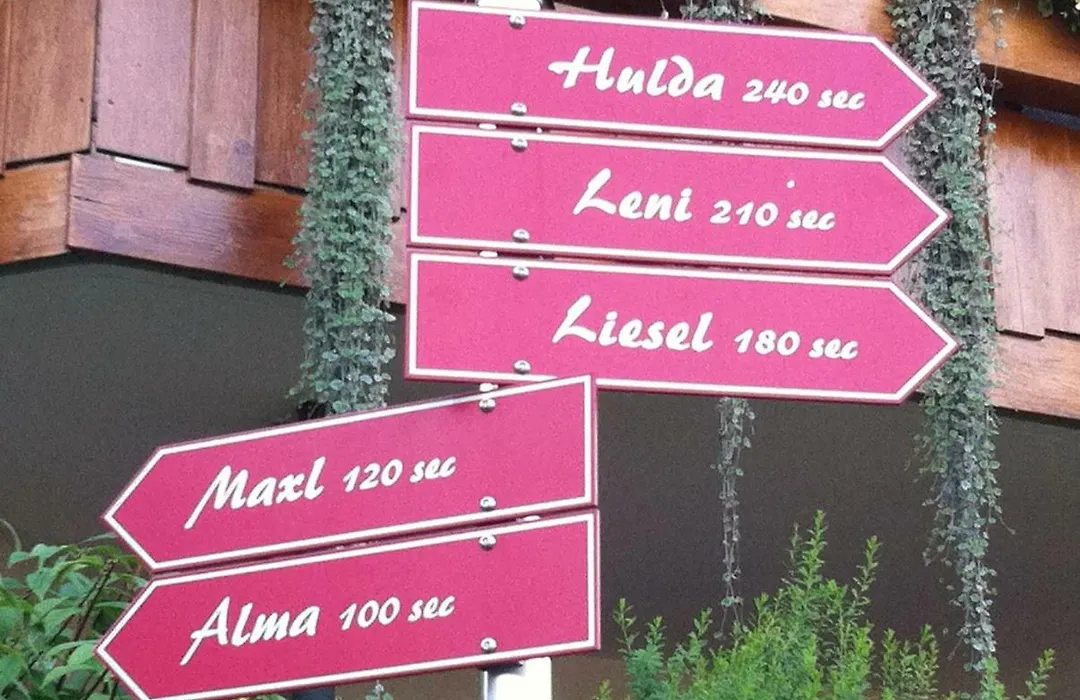 Hulda 240 sec
Leni 210 sec
Liesel 180 sec
Maxl 120 sec
Alma 100 sec